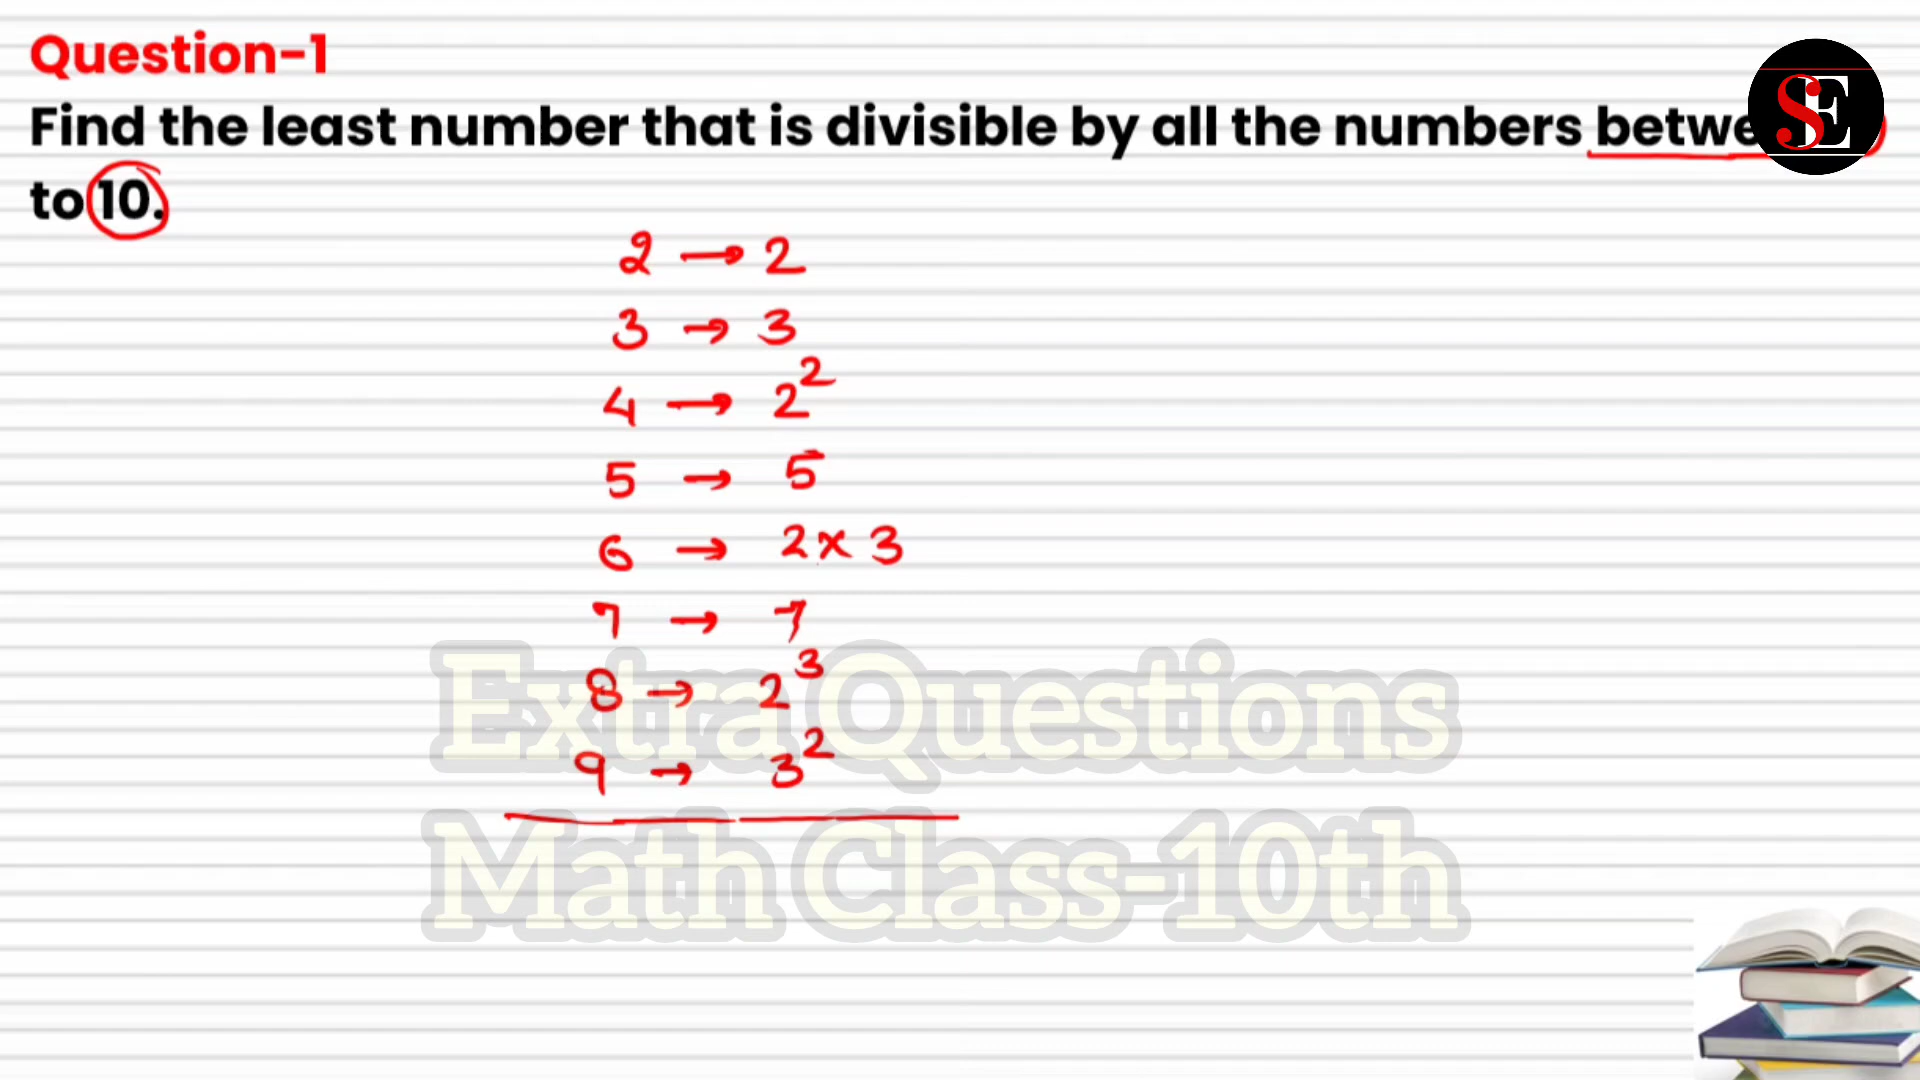 Question-1
Find the least number that is divisible by all the numbers
SE
to 10.
2 → 2
3 → 3
4 → 2²
5 → 5
6 → 2 × 3
7 → 7
8 → 2³
9 → 3²
Extra Questions
Math Class-10th